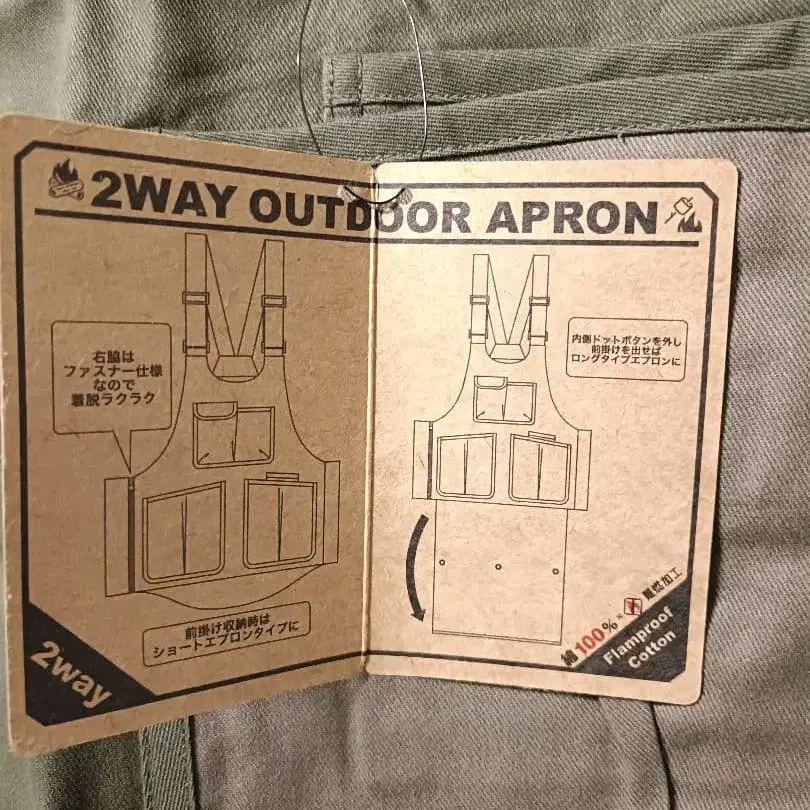 2WAY OUTDOOR APRON
右脇は
ファスナー仕様
なので
着脱ラクラク
前掛け収納時は
ショートエプロンタイプに
2way
内側ドットボタンを外し
前掛けを出せば
ロングタイプエプロンに
綿100%×難燃加工
Flamproof
Cotton